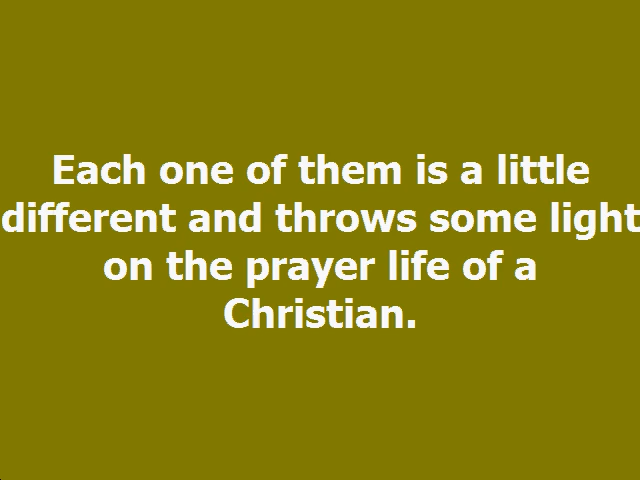 Each one of them is a little
different and throws some light
on the prayer life of a
Christian.